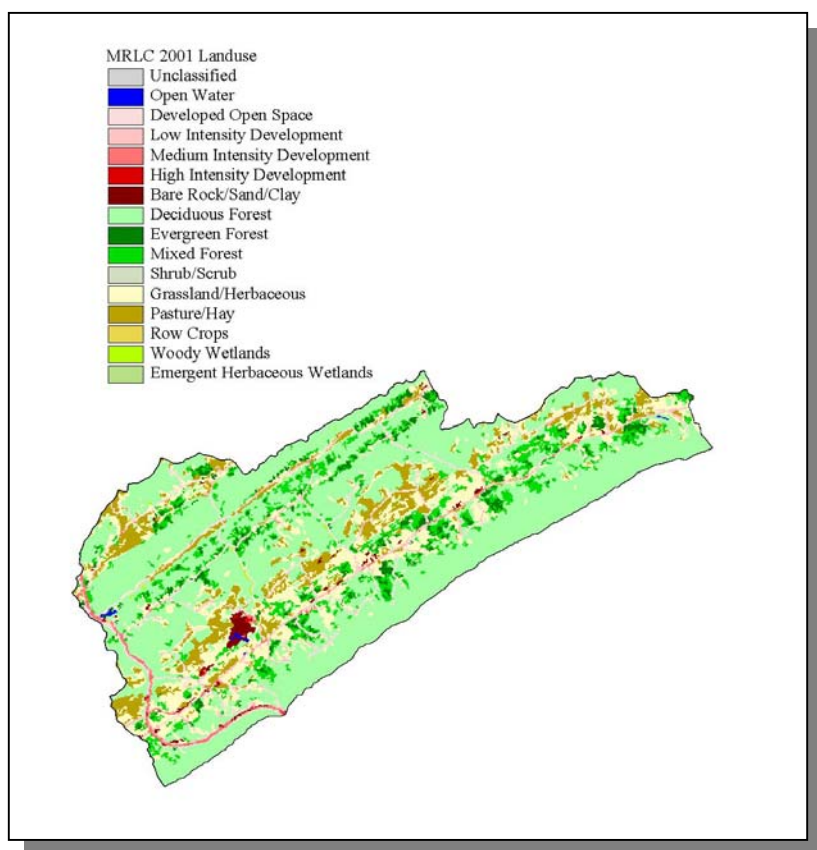 MRLC 2001 Landuse
Unclassified
Open Water
Developed Open Space
Low Intensity Development
Medium Intensity Development
High Intensity Development
Bare Rock/Sand/Clay
Deciduous Forest
Evergreen Forest
Mixed Forest
Shrub/Scrub
Grassland/Herbaceous
Pasture/Hay
Row Crops
Woody Wetlands
Emergent Herbaceous Wetlands